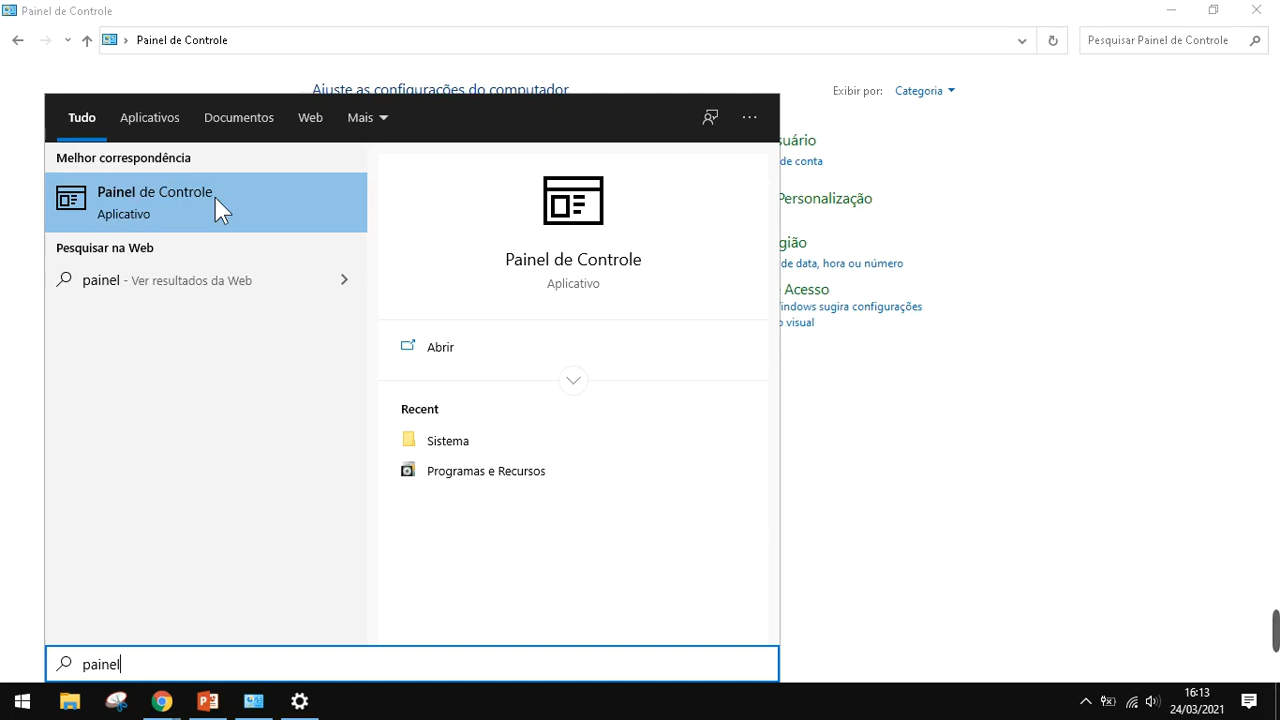 Painel de Controle
Painel de Controle
Pesquisar Painel de Controle
Ajuste as configurações do computador
Exibir por: Categoria
Tudo Aplicativos Documentos Web Mais
Melhor correspondência
Painel de Controle
Aplicativo
Pesquisar na Web
painel - Ver resultados da Web
Painel de Controle
Aplicativo
Abrir
Recent
Sistema
Programas e Recursos
suário
de conta
Personalização
gião
de data, hora ou número
Acesso
indows sugira configurações
o visual
painel
16:13
24/03/2021